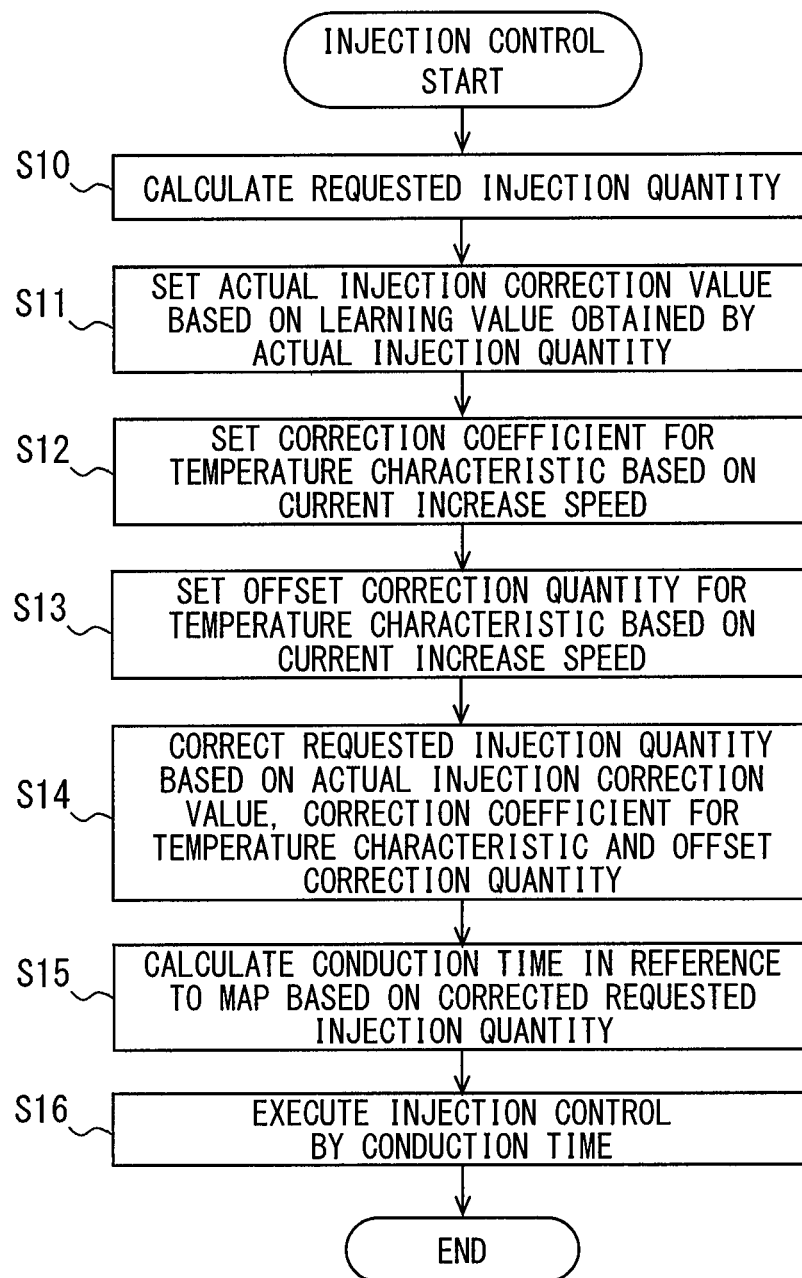 INJECTION CONTROL
START
S10
CALCULATE REQUESTED INJECTION QUANTITY
S11
SET ACTUAL INJECTION CORRECTION VALUE
BASED ON LEARNING VALUE OBTAINED BY
ACTUAL INJECTION QUANTITY
S12
SET CORRECTION COEFFICIENT FOR
TEMPERATURE CHARACTERISTIC BASED ON
CURRENT INCREASE SPEED
S13
SET OFFSET CORRECTION QUANTITY FOR
TEMPERATURE CHARACTERISTIC BASED ON
CURRENT INCREASE SPEED
S14
CORRECT REQUESTED INJECTION QUANTITY
BASED ON ACTUAL INJECTION CORRECTION
VALUE, CORRECTION COEFFICIENT FOR
TEMPERATURE CHARACTERISTIC AND OFFSET
CORRECTION QUANTITY
S15
CALCULATE CONDUCTION TIME IN REFERENCE
TO MAP BASED ON CORRECTED REQUESTED
INJECTION QUANTITY
S16
EXECUTE INJECTION CONTROL
BY CONDUCTION TIME
END